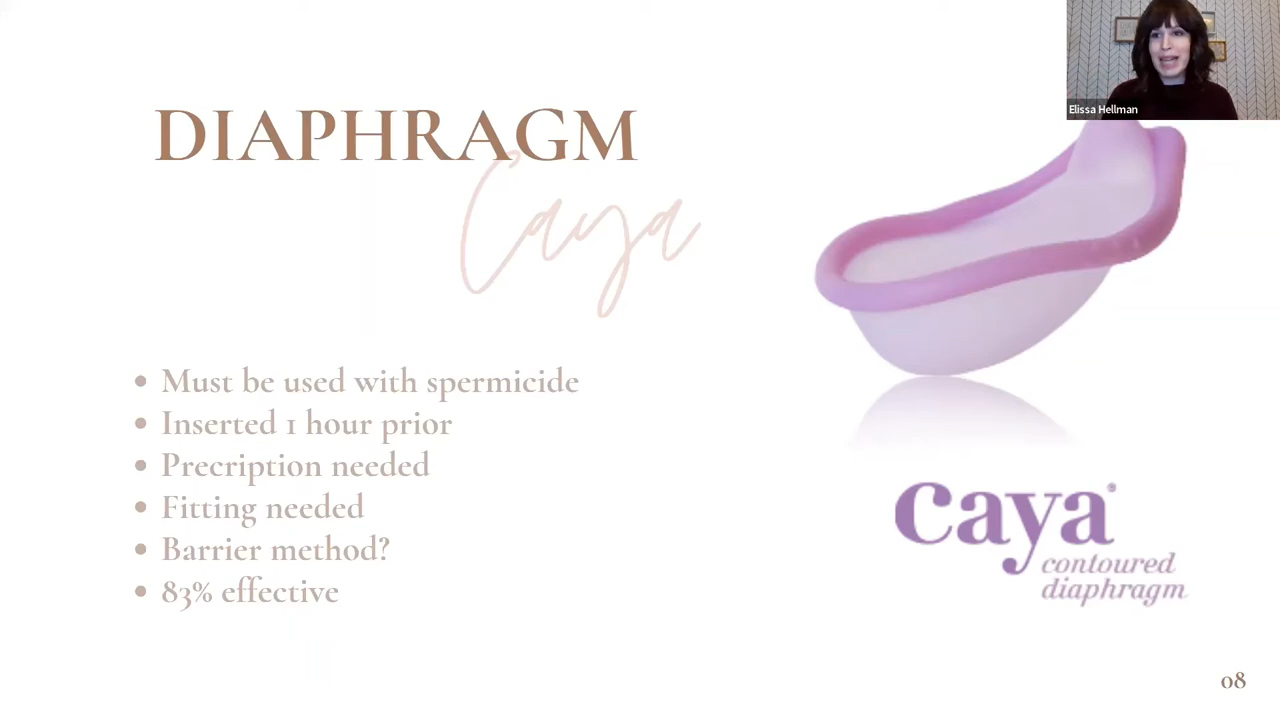 Elissa Hellman
DIAPHRAGM
Caya
• Must be used with spermicide
• Inserted 1 hour prior
• Precription needed
• Fitting needed
• Barrier method?
• 83% effective
caya®
contoured
diaphragm
08